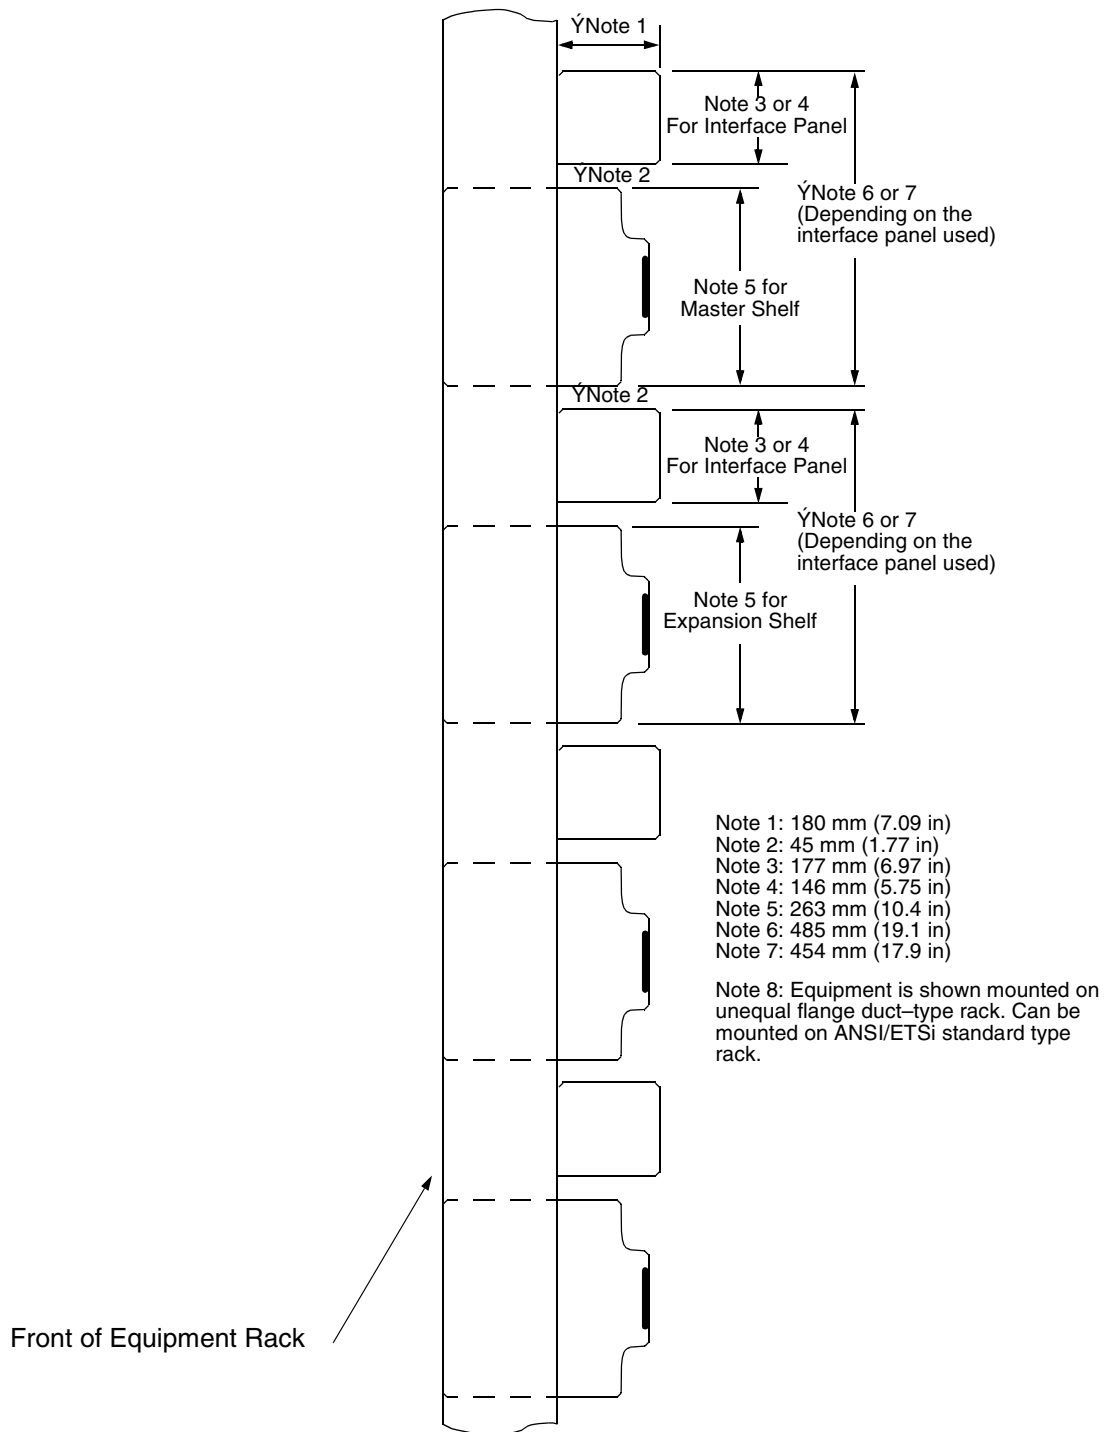 ÝNote 1
Note 3 or 4
For Interface Panel
ÝNote 2
ÝNote 6 or 7
(Depending on the
interface panel used)
Note 5 for
Master Shelf
ÝNote 2
Note 3 or 4
For Interface Panel
ÝNote 6 or 7
(Depending on the
interface panel used)
Note 5 for
Expansion Shelf
Note 1: 180 mm (7.09 in)
Note 2: 45 mm (1.77 in)
Note 3: 177 mm (6.97 in)
Note 4: 146 mm (5.75 in)
Note 5: 263 mm (10.4 in)
Note 6: 485 mm (19.1 in)
Note 7: 454 mm (17.9 in)
Note 8: Equipment is shown mounted on
unequal flange duct–type rack. Can be
mounted on ANSI/ETSi standard type
rack.
Front of Equipment Rack